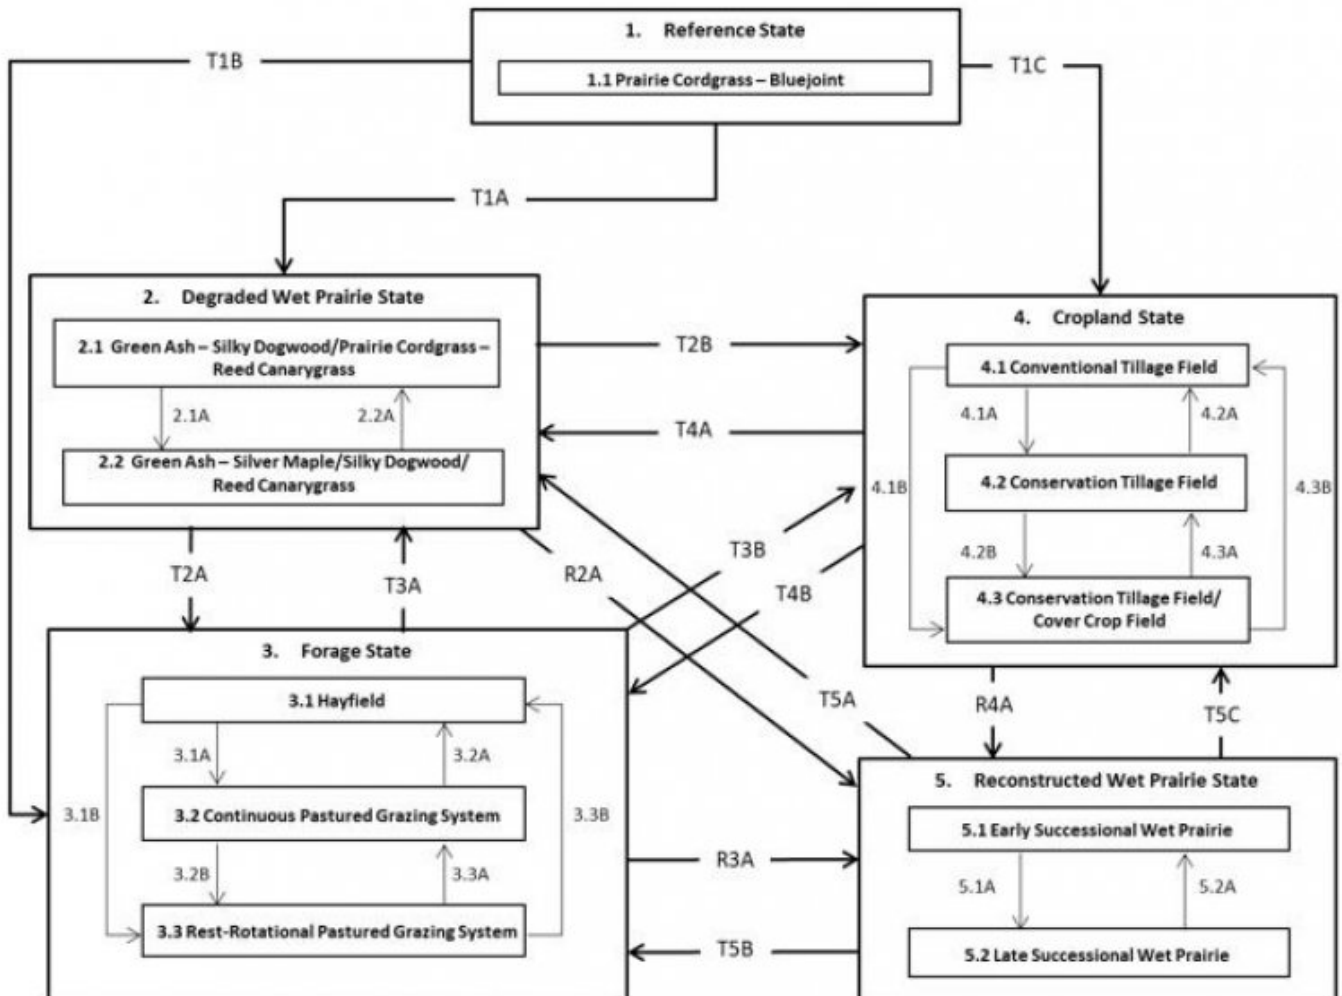 1. Reference State
1.1 Prairie Cordgrass – Bluejoint
T1B
T1C
T1A
2. Degraded Wet Prairie State
2.1 Green Ash – Silky Dogwood/Prairie Cordgrass –
Reed Canarygrass
2.1A
2.2A
2.2 Green Ash – Silver Maple/Silky Dogwood/
Reed Canarygrass
T2B
T4A
4. Cropland State
4.1 Conventional Tillage Field
4.1A
4.2A
4.1B
4.2 Conservation Tillage Field
4.3B
4.2B
4.3A
4.3 Conservation Tillage Field/
Cover Crop Field
T2A
T3A
R2A
T3B
T4B
T5A
R4A
T5C
3. Forage State
3.1 Hayfield
3.1A
3.2A
3.1B
3.2 Continuous Pastured Grazing System
3.3B
3.2B
3.3A
3.3 Rest-Rotational Pastured Grazing System
R3A
T5B
5. Reconstructed Wet Prairie State
5.1 Early Successional Wet Prairie
5.1A
5.2A
5.2 Late Successional Wet Prairie